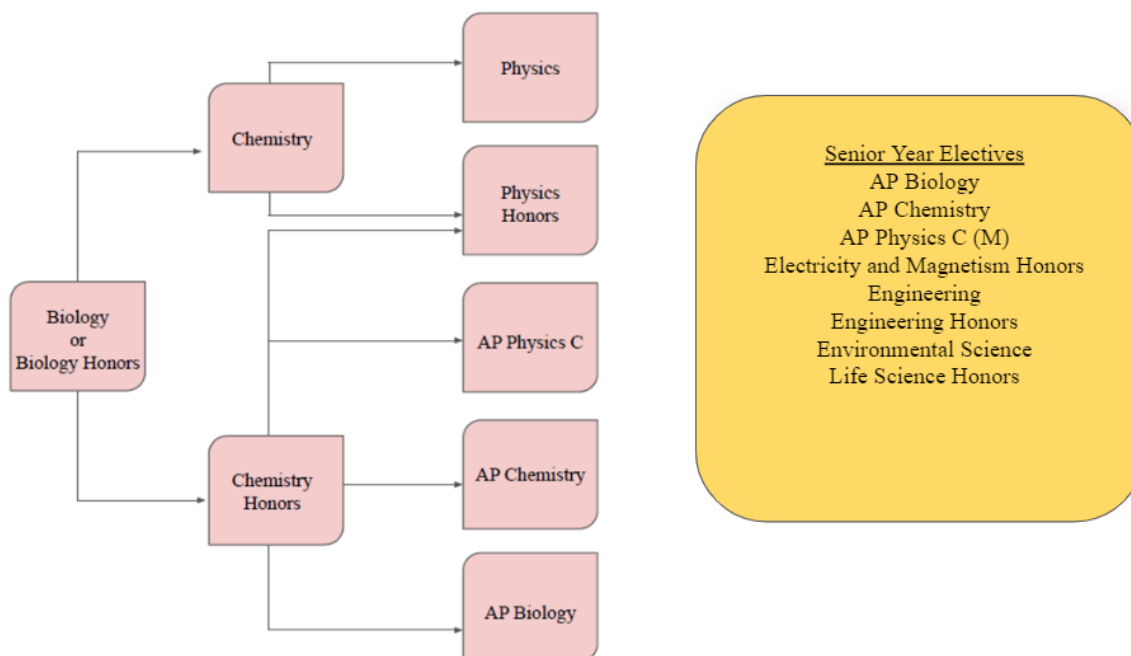 Physics
Chemistry
Physics
Honors
Biology
or
Biology Honors
AP Physics C
Chemistry
Honors
AP Chemistry
AP Biology
Senior Year Electives
AP Biology
AP Chemistry
AP Physics C (M)
Electricity and Magnetism Honors
Engineering
Engineering Honors
Environmental Science
Life Science Honors